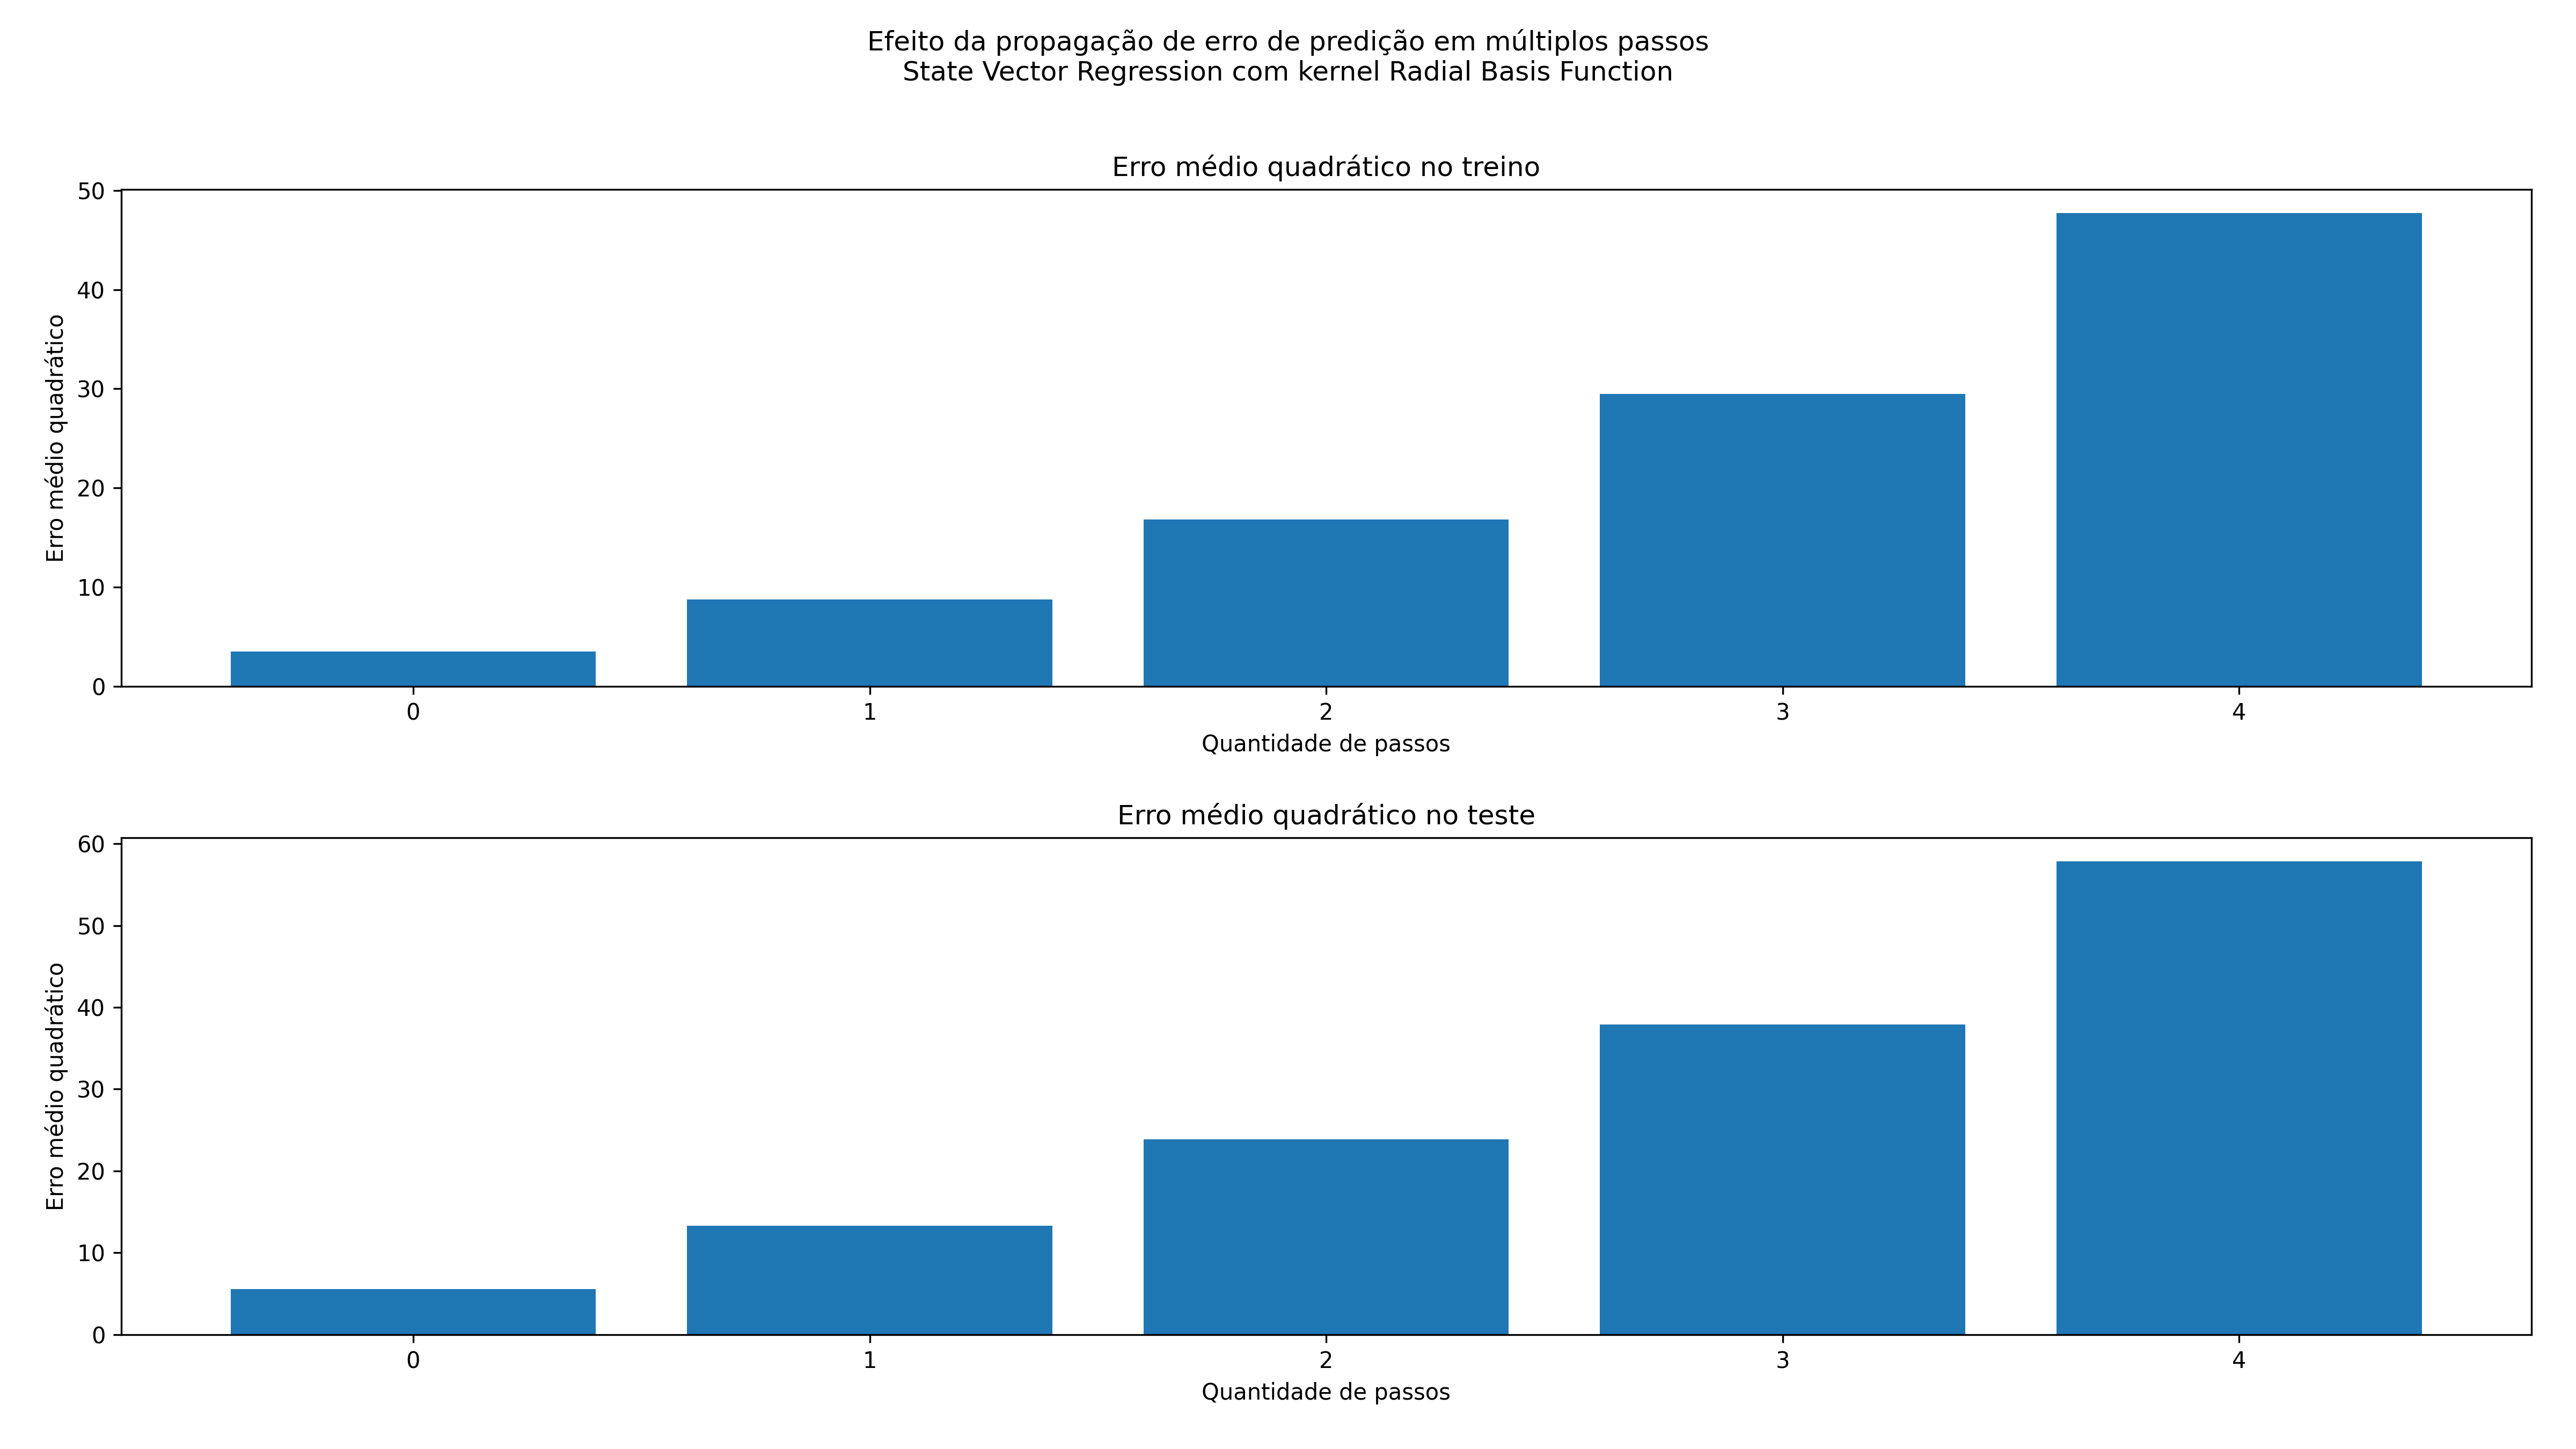 Efeito da propagação de erro de predição em múltiplos passos
State Vector Regression com kernel Radial Basis Function
Erro médio quadrático no treino
Erro médio quadrático
50
40
30
20
10
0
0 1 2 3 4
Quantidade de passos
Erro médio quadrático no teste
Erro médio quadrático
60
50
40
30
20
10
0
0 1 2 3 4
Quantidade de passos